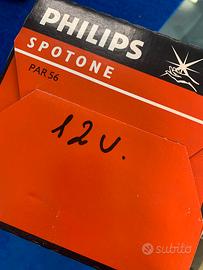 PHILIPS
SPOTONE
PAR 56
12 V.
subito